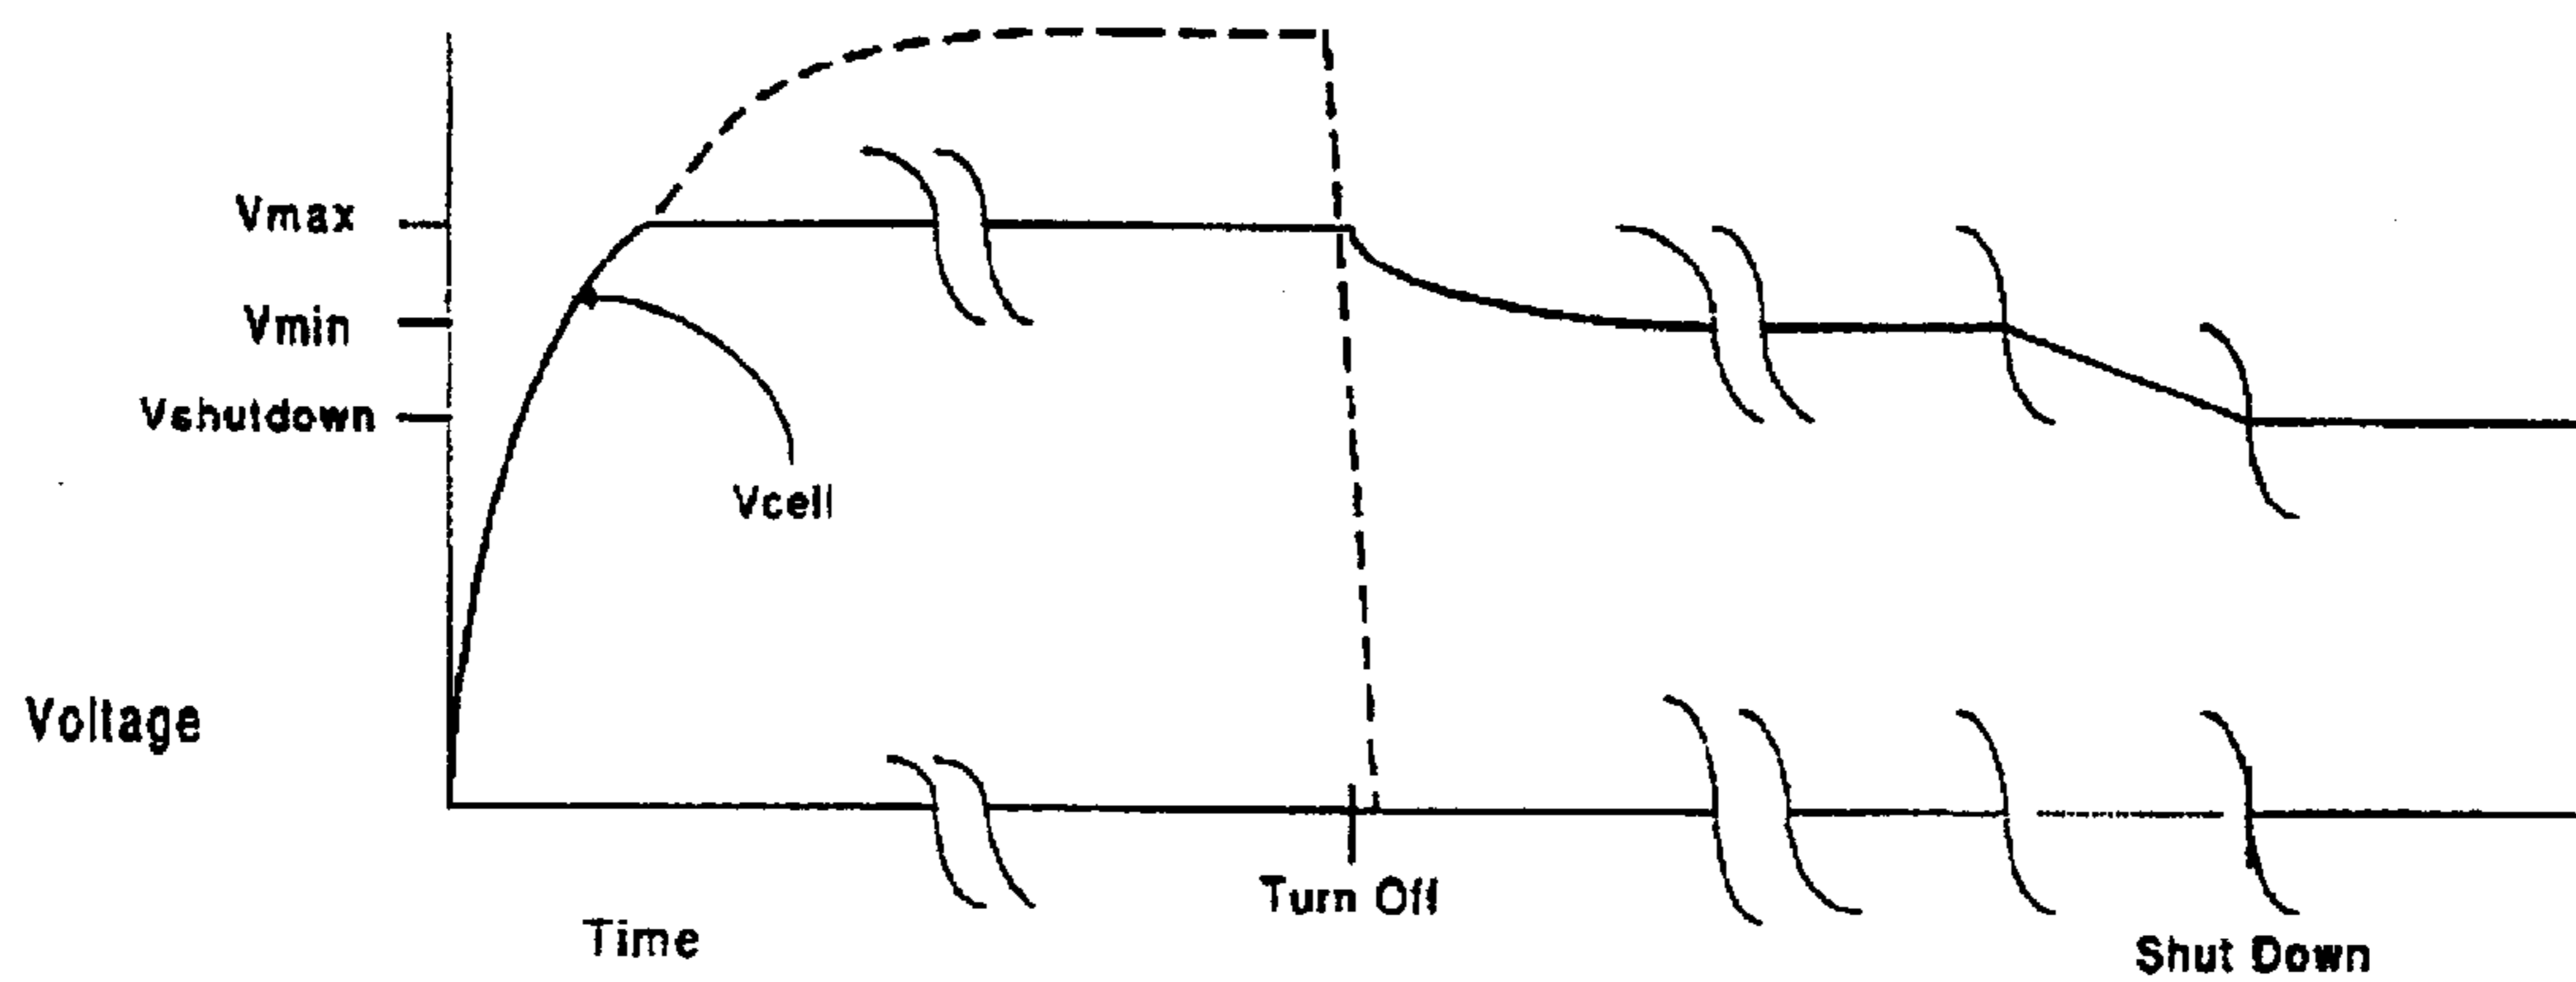 Vmax
Vmin
Vshutdown
Vcell
Voltage
Turn Off
Time
Shut Down